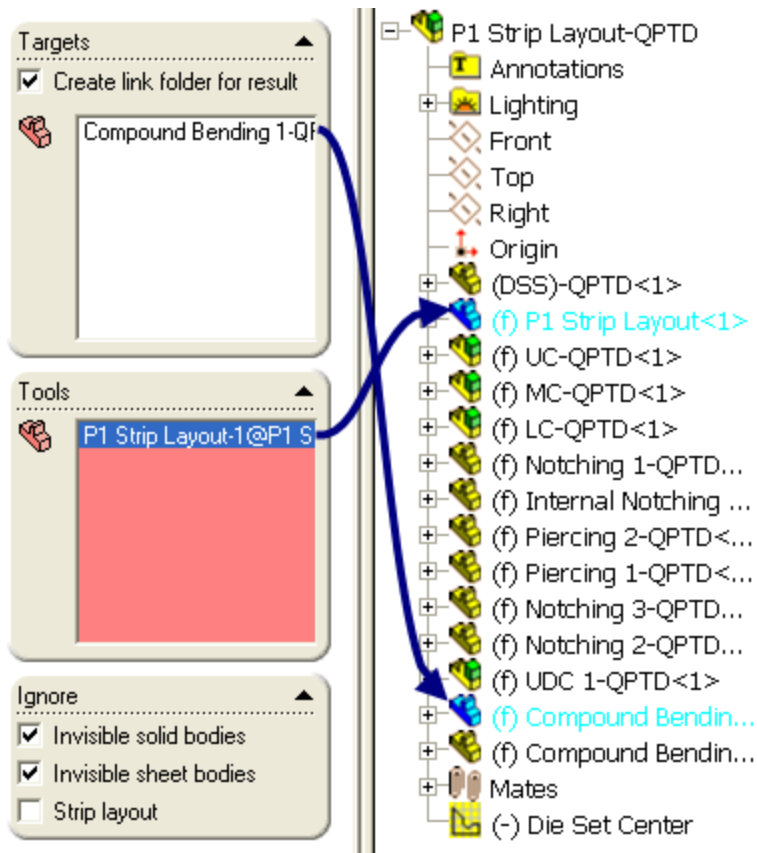 Targets
Create link folder for result
Compound Bending 1-QP
Tools
P1 Strip Layout-1@P1 S
Ignore
Invisible solid bodies
Invisible sheet bodies
Strip layout
P1 Strip Layout-QPTD
Annotations
Lighting
Front
Top
Right
Origin
(DSS)-QPTD<1>
(f) P1 Strip Layout<1>
(f) UC-QPTD<1>
(f) MC-QPTD<1>
(f) LC-QPTD<1>
(f) Notching 1-QPTD...
(f) Internal Notching ...
(f) Piercing 2-QPTD<...
(f) Piercing 1-QPTD<...
(f) Notching 3-QPTD...
(f) Notching 2-QPTD...
(f) UDC 1-QPTD<1>
(f) Compound Bendin...
(f) Compound Bendin...
Mates
(-) Die Set Center